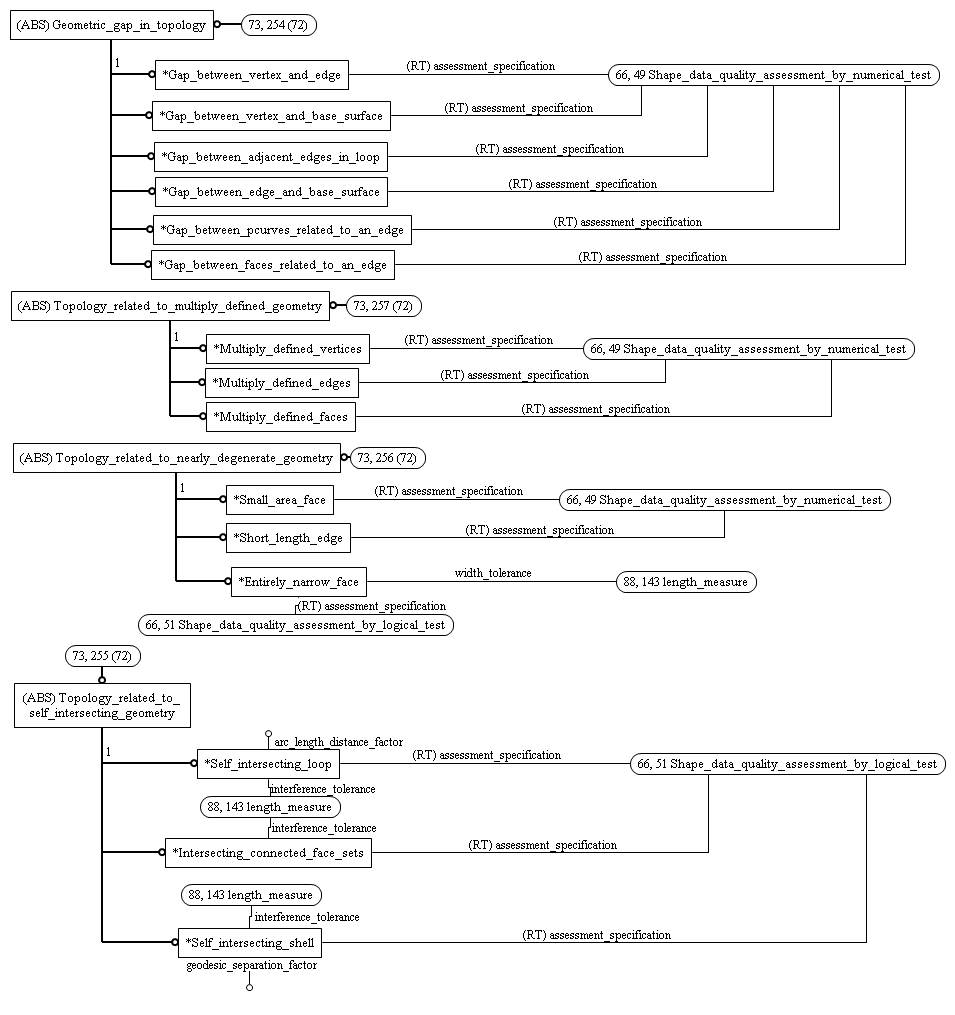 (ABS) Geometric_gap_in_topology
73, 254 (72)
1
*Gap_between_vertex_and_edge
(RT) assessment_specification
66, 49 Shape_data_quality_assessment_by_numerical_test
*Gap_between_vertex_and_base_surface
(RT) assessment_specification
*Gap_between_adjacent_edges_in_loop
(RT) assessment_specification
*Gap_between_edge_and_base_surface
(RT) assessment_specification
*Gap_between_pcurves_related_to_an_edge
(RT) assessment_specification
*Gap_between_faces_related_to_an_edge
(RT) assessment_specification
(ABS) Topology_related_to_multiply_defined_geometry
73, 257 (72)
1
*Multiply_defined_vertices
(RT) assessment_specification
66, 49 Shape_data_quality_assessment_by_numerical_test
*Multiply_defined_edges
(RT) assessment_specification
*Multiply_defined_faces
(RT) assessment_specification
(ABS) Topology_related_to_nearly_degenerate_geometry
73, 256 (72)
1
*Small_area_face
(RT) assessment_specification
66, 49 Shape_data_quality_assessment_by_numerical_test
*Short_length_edge
(RT) assessment_specification
*Entirely_narrow_face
width_tolerance
88, 143 length_measure
(RT) assessment_specification
66, 51 Shape_data_quality_assessment_by_logical_test
73, 255 (72)
(ABS) Topology_related_to_
self_intersecting_geometry
1
arc_length_distance_factor
*Self_intersecting_loop
(RT) assessment_specification
66, 51 Shape_data_quality_assessment_by_logical_test
interference_tolerance
88, 143 length_measure
interference_tolerance
*Intersecting_connected_face_sets
(RT) assessment_specification
88, 143 length_measure
interference_tolerance
*Self_intersecting_shell
(RT) assessment_specification
geodesic_separation_factor